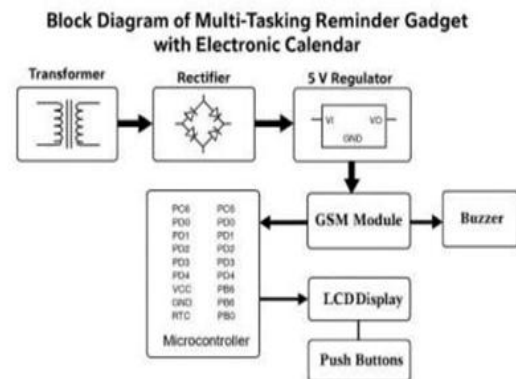 Block Diagram of Multi-Tasking Reminder Gadget
with Electronic Calendar
Transformer
Rectifier
5 V Regulator
VI VO
GND
GSM Module
Buzzer
PC6 PC6
PD0 PD0
PD1 PD1
PD2 PD2
PD3 PD3
PD4 PD4
VCC PB6
GND PB6
RTC PB0
Microcontroller
LCD Display
Push Buttons